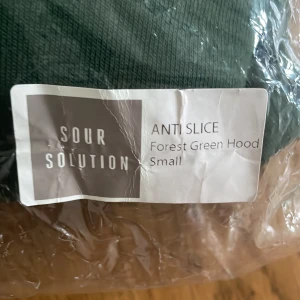 SOUR
SOLUTION
ANTI SLICE
Forest Green Hood
Small